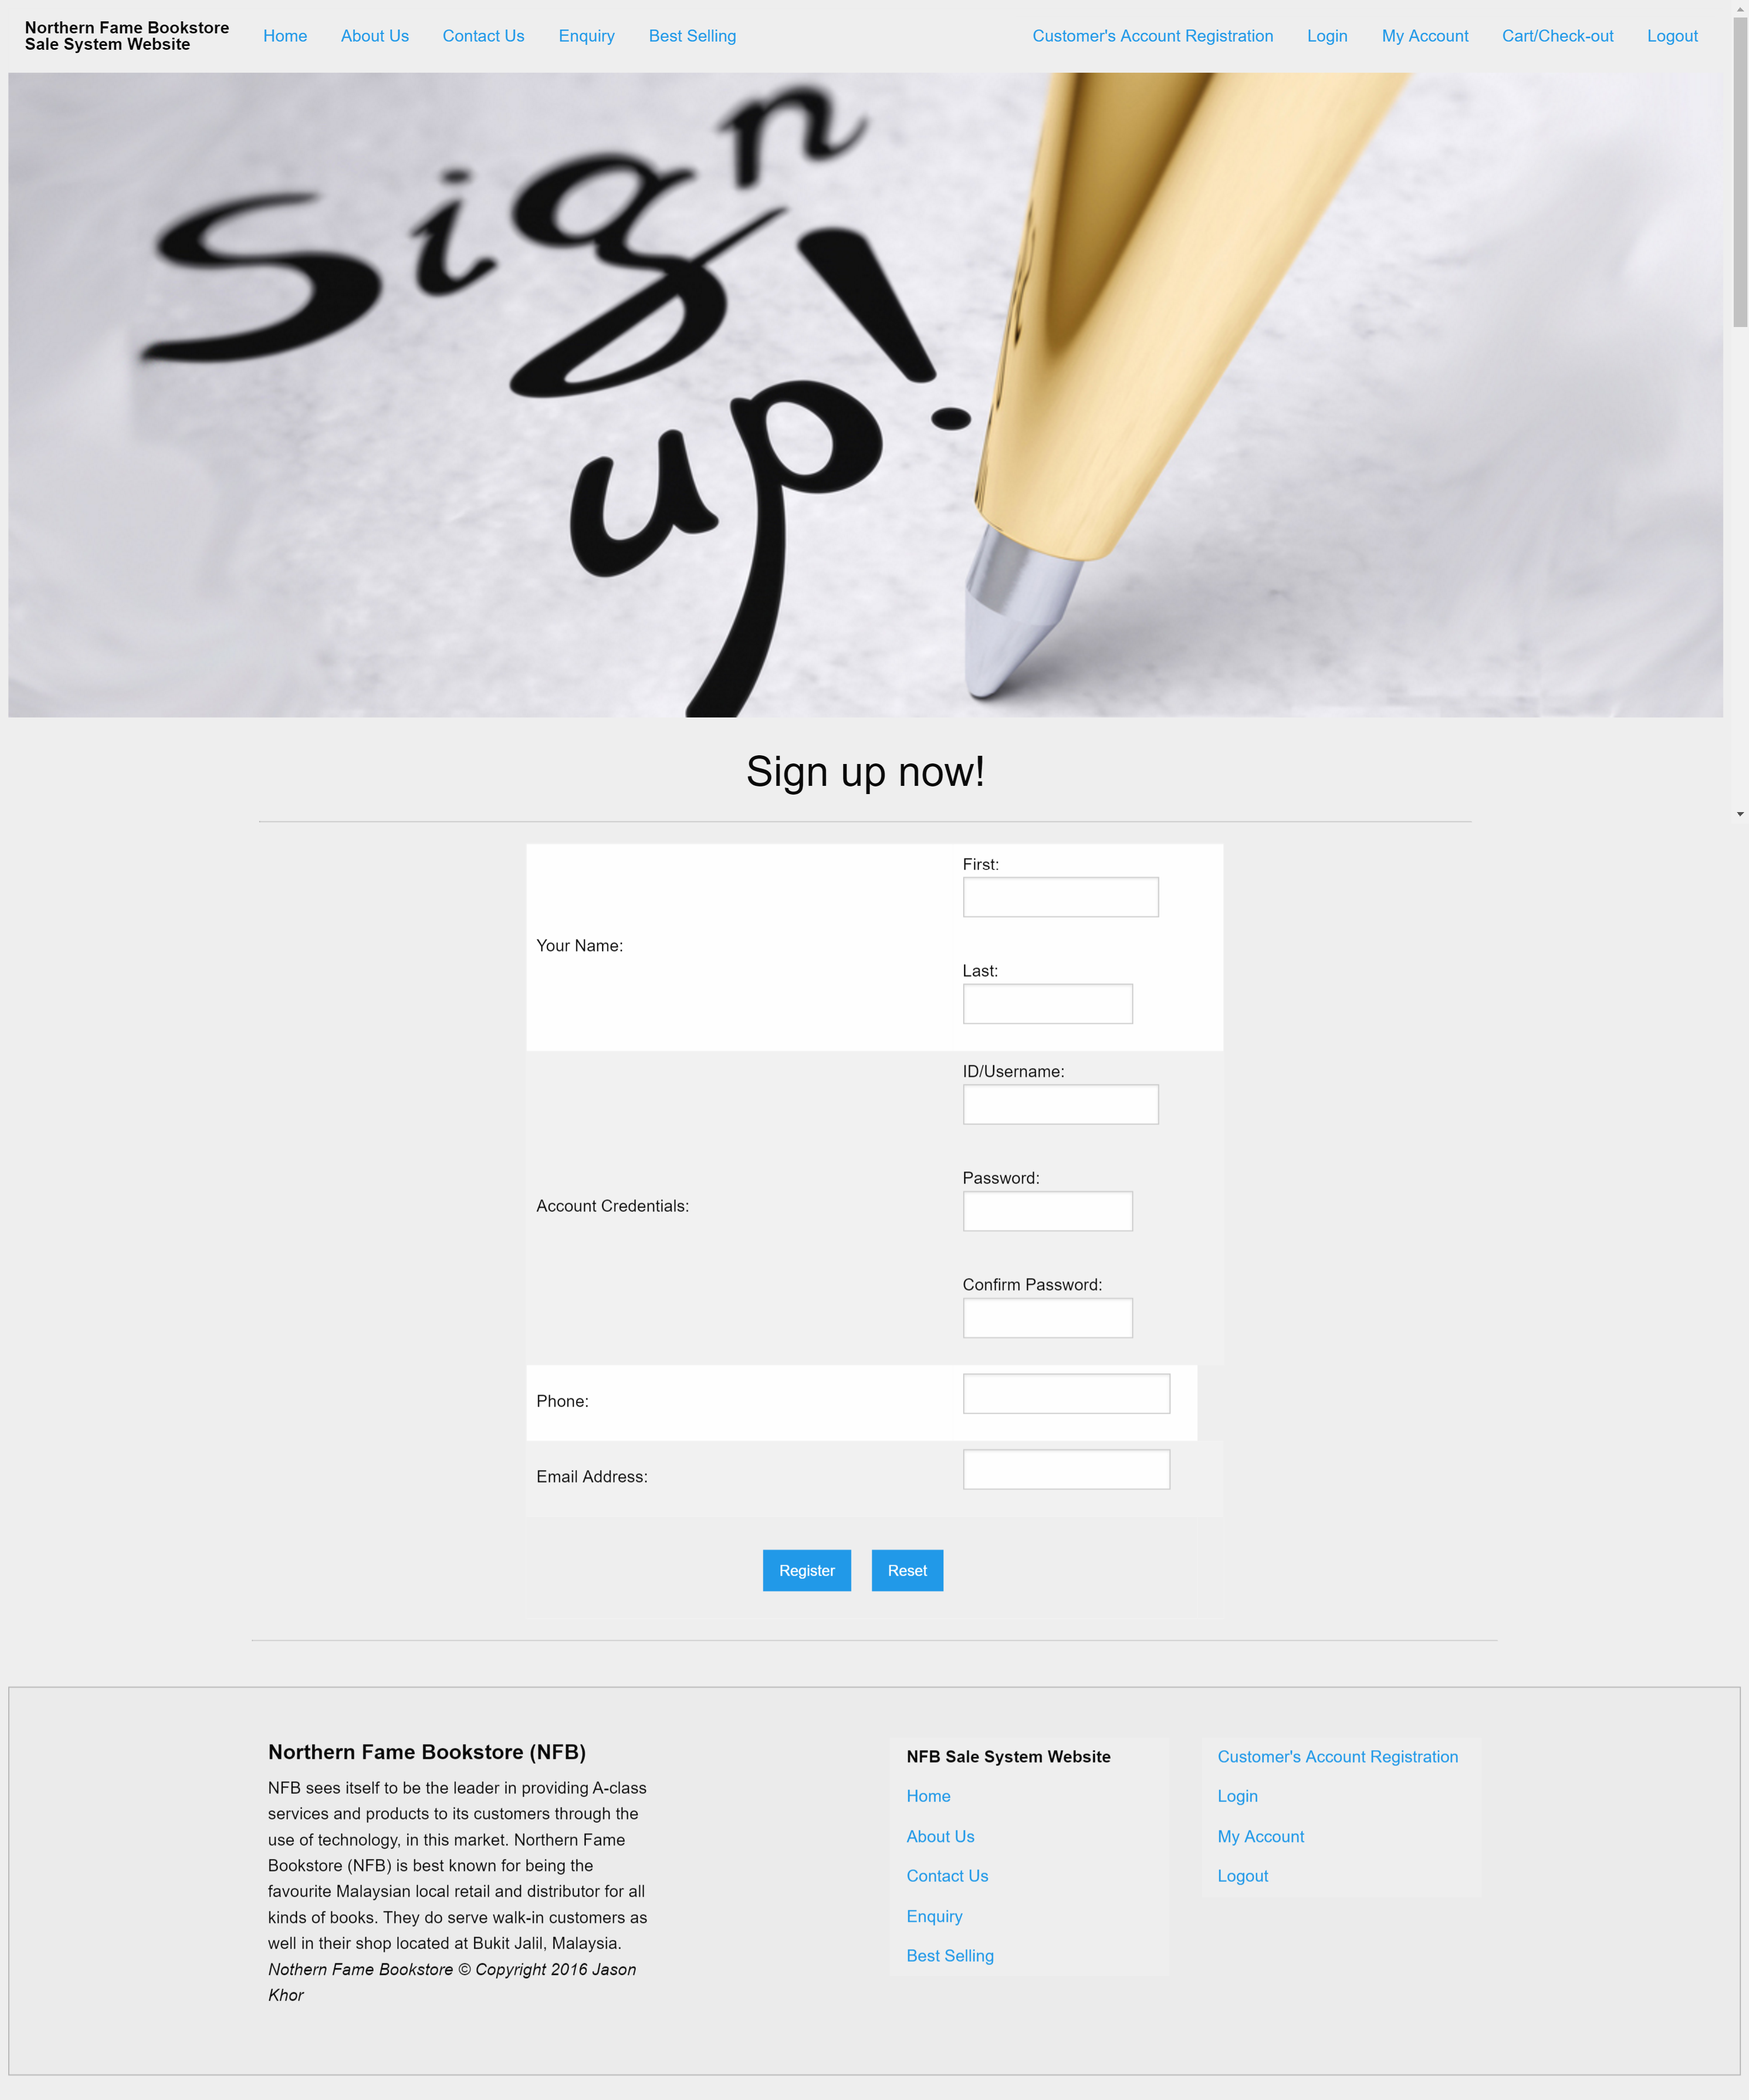 Northern Fame Bookstore
Sale System Website
Home About Us Contact Us Enquiry Best Selling Customer's Account Registration Login My Account Cart/Check-out Logout
Sign
up!
Sign up now!
First:
Your Name:
Last:
ID/Username:
Password:
Account Credentials:
Confirm Password:
Phone:
Email Address:
Register Reset
Northern Fame Bookstore (NFB)
NFB sees itself to be the leader in providing A-class
services and products to its customers through the
use of technology, in this market. Northern Fame
Bookstore (NFB) is best known for being the
favourite Malaysian local retail and distributor for all
kinds of books. They do serve walk-in customers as
well in their shop located at Bukit Jalil, Malaysia.
Nothern Fame Bookstore © Copyright 2016 Jason
Khor
NFB Sale System Website
Home
About Us
Contact Us
Enquiry
Best Selling
Customer's Account Registration
Login
My Account
Logout